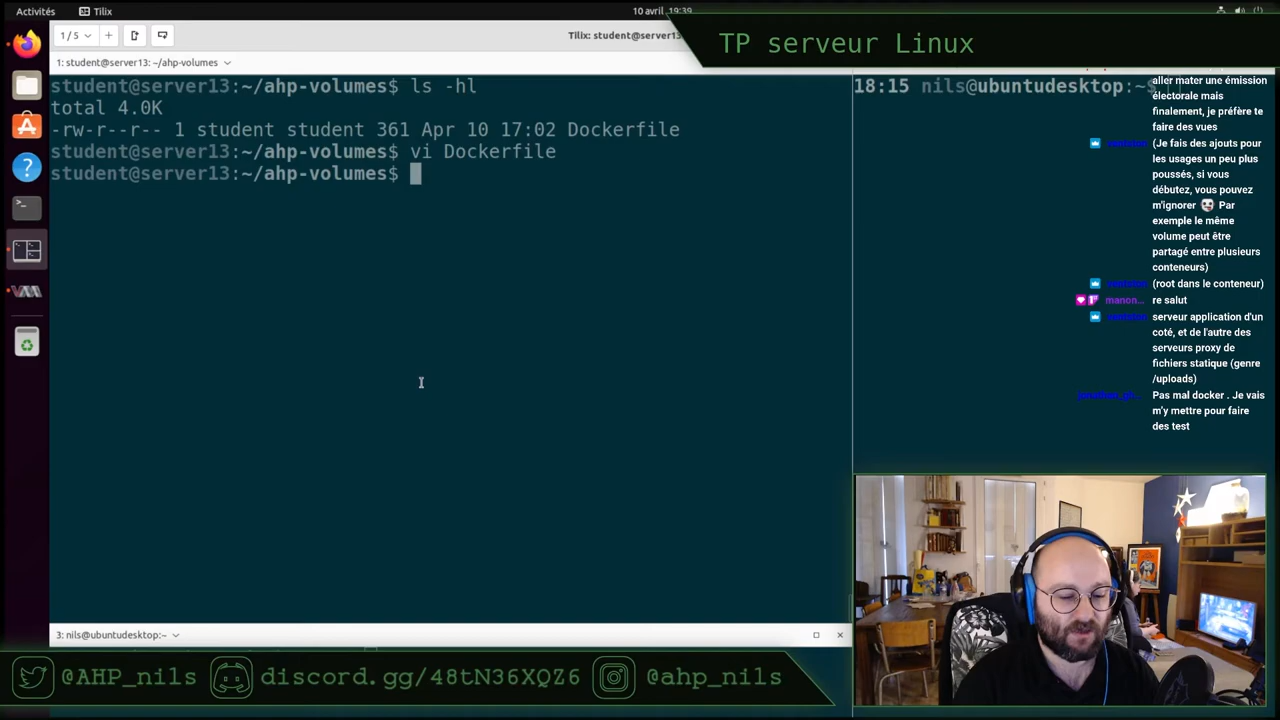 Activités
Tilix
10 avril 19:39
1 / 5
Tilix: student@server13
TP serveur Linux
1: student@server13: ~/ahp-volumes
student@server13:~/ahp-volumes$ ls -hl
total 4.0K
-rw-r--r-- 1 student student 361 Apr 10 17:02 Dockerfile
student@server13:~/ahp-volumes$ vi Dockerfile
student@server13:~/ahp-volumes$
18:15 nils@ubuntudesktop:~$
aller mater une émission
électorale mais
finalement, je préfère te
faire des vues
(Je fais des ajouts pour
les usages un peu plus
poussés, si vous
débutez, vous pouvez
m'ignorer Par
exemple le même
volume peut être
partagé entre plusieurs
conteneurs)
(root dans le conteneur)
manon... re salut
serveur application d'un
coté, et de l'autre des
serveurs proxy de
fichiers statique (genre
/uploads)
Pas mal docker . Je vais
m'y mettre pour faire
des test
3: nils@ubuntudesktop:~
@AHP_nils
discord.gg/48tN36XQZ6
@ahp_nils